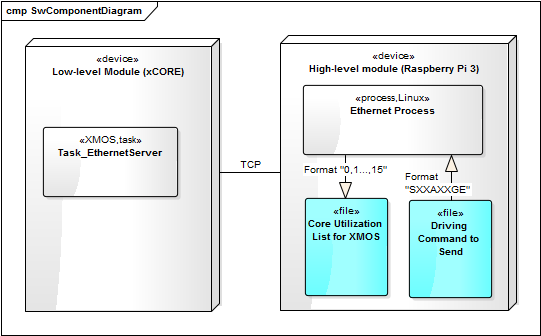 cmp SwComponentDiagram
«device»
Low-level Module (xCORE)
«XMOS,task»
Task_EthernetServer
TCP
«device»
High-level module (Raspberry Pi 3)
«process,Linux»
Ethernet Process
Format "0,1...,15"
Format
"SXXAXXGE"
«file»
Core Utilization
List for XMOS
«file»
Driving
Command to
Send